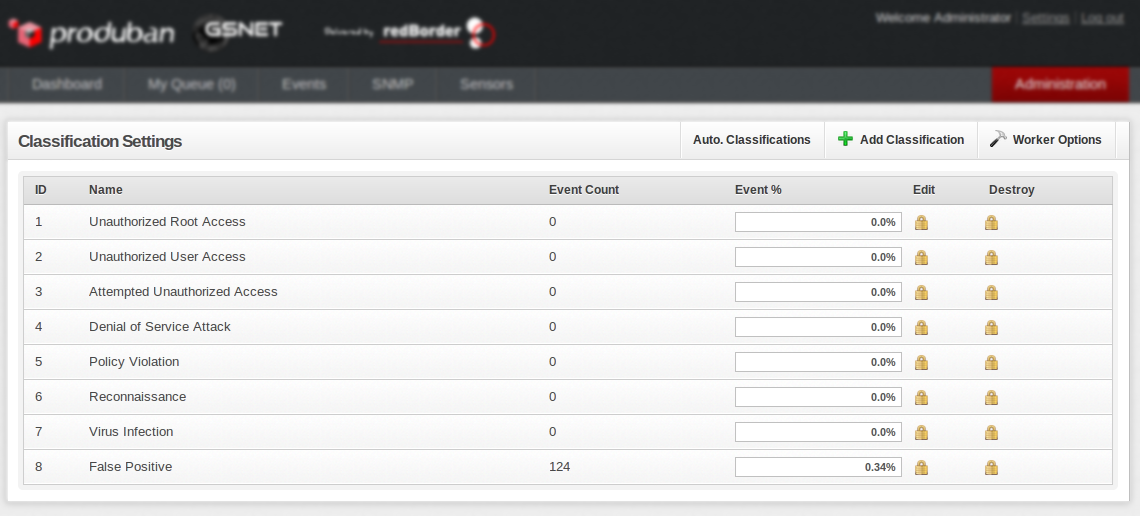 produban GSNET Powered by redBorder Welcome Administrator | Settings | Log out
Dashboard My Queue (0) Events SNMP Sensors Administration
Classification Settings Auto. Classifications Add Classification Worker Options
ID Name Event Count Event % Edit Destroy
1 Unauthorized Root Access 0 0.0%
2 Unauthorized User Access 0 0.0%
3 Attempted Unauthorized Access 0 0.0%
4 Denial of Service Attack 0 0.0%
5 Policy Violation 0 0.0%
6 Reconnaissance 0 0.0%
7 Virus Infection 0 0.0%
8 False Positive 124 0.34%